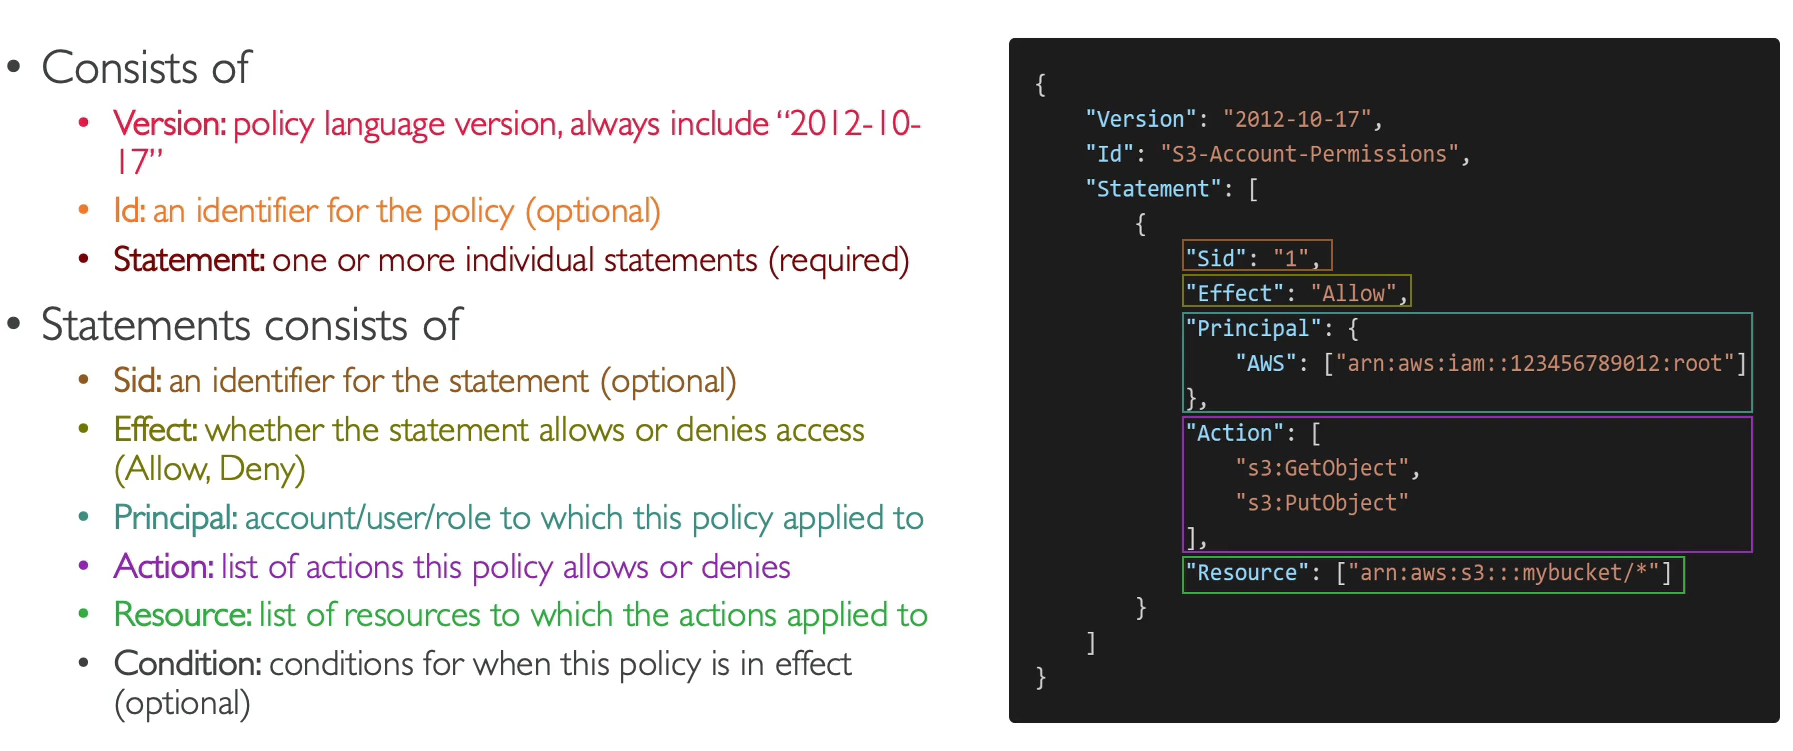 • Consists of
• Version: policy language version, always include “2012-10-
17”
• Id: an identifier for the policy (optional)
• Statement: one or more individual statements (required)
• Statements consists of
• Sid: an identifier for the statement (optional)
• Effect: whether the statement allows or denies access
(Allow, Deny)
• Principal: account/user/role to which this policy applied to
• Action: list of actions this policy allows or denies
• Resource: list of resources to which the actions applied to
• Condition: conditions for when this policy is in effect
(optional)
{
    "Version": "2012-10-17",
    "Id": "S3-Account-Permissions",
    "Statement": [
        {
            "Sid": "1",
            "Effect": "Allow",
            "Principal": {
                "AWS": ["arn:aws:iam::123456789012:root"]
            },
            "Action": [
                "s3:GetObject",
                "s3:PutObject"
            ],
            "Resource": ["arn:aws:s3:::mybucket/*"]
        }
    ]
}